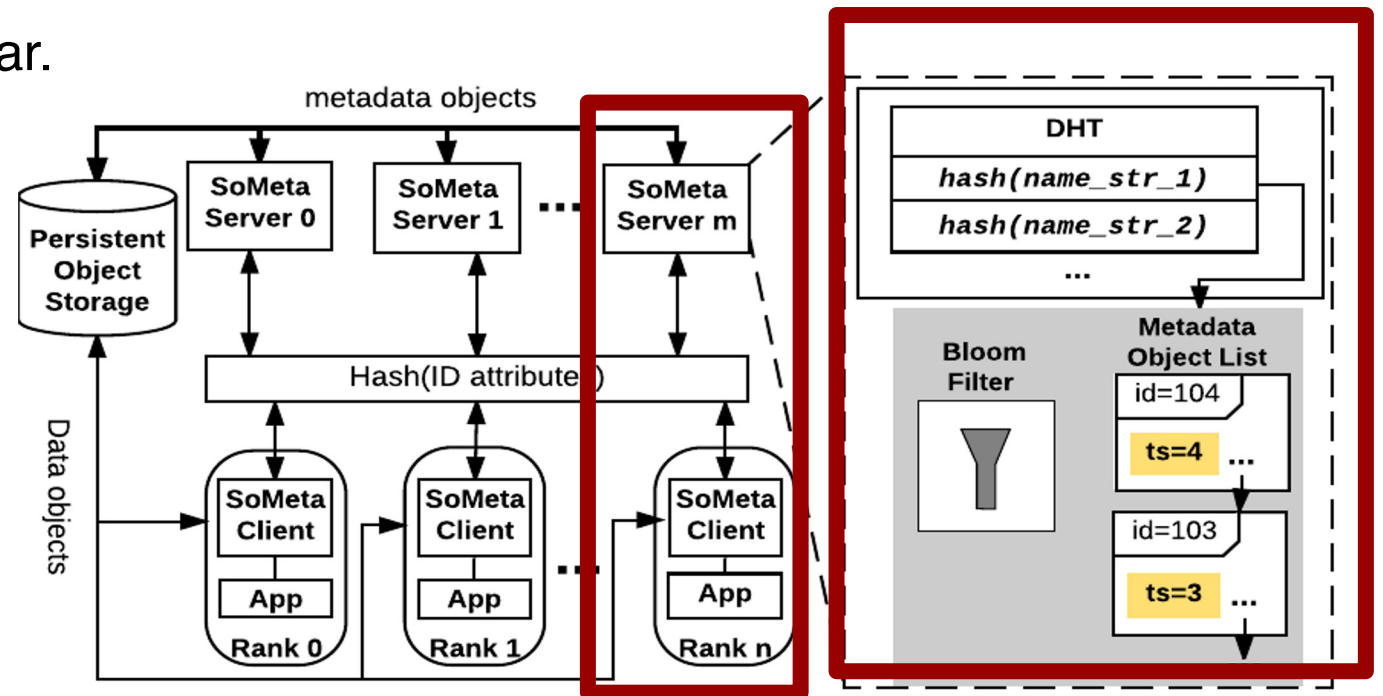 ar.
metadata objects
SoMeta
Server 0
SoMeta
Server 1
...
SoMeta
Server m
Persistent
Object
Storage
Hash(ID attribute )
Data objects
SoMeta
Client
App
Rank 0
SoMeta
Client
App
Rank 1
...
SoMeta
Client
App
Rank n
DHT
hash(name_str_1)
hash(name_str_2)
...
Bloom
Filter
Metadata
Object List
id=104
ts=4 ...
id=103
ts=3 ...